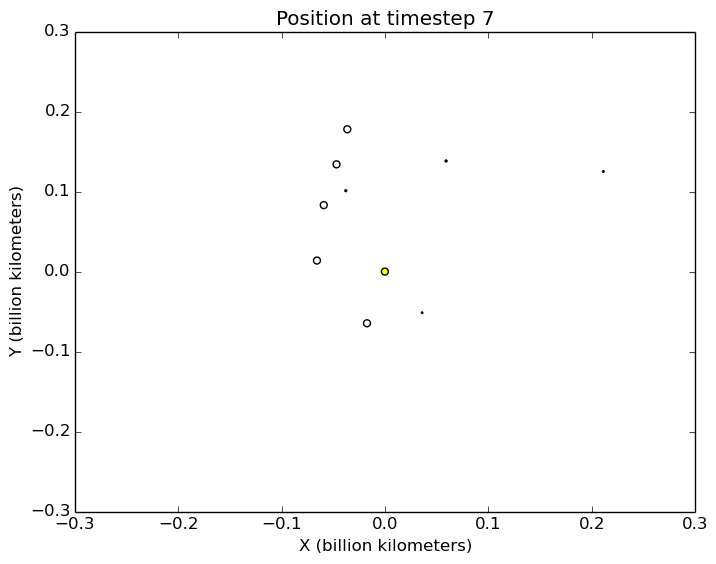 Position at timestep 7
0.3
0.2
0.1
0.0
−0.1
−0.2
−0.3
Y (billion kilometers)
−0.3 −0.2 −0.1 0.0 0.1 0.2 0.3
X (billion kilometers)